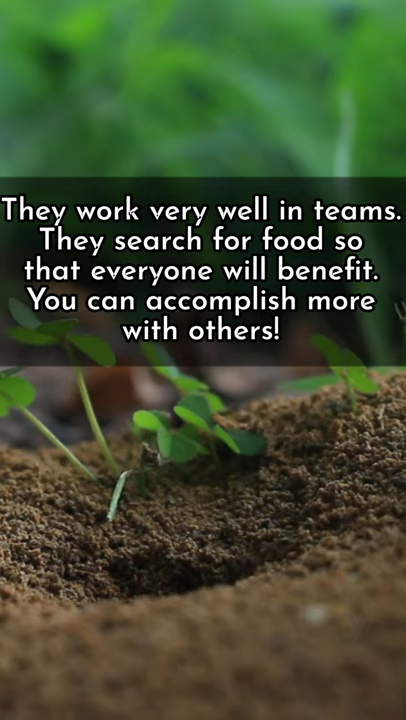 They work very well in teams.
They search for food so
that everyone will benefit.
You can accomplish more
with others!